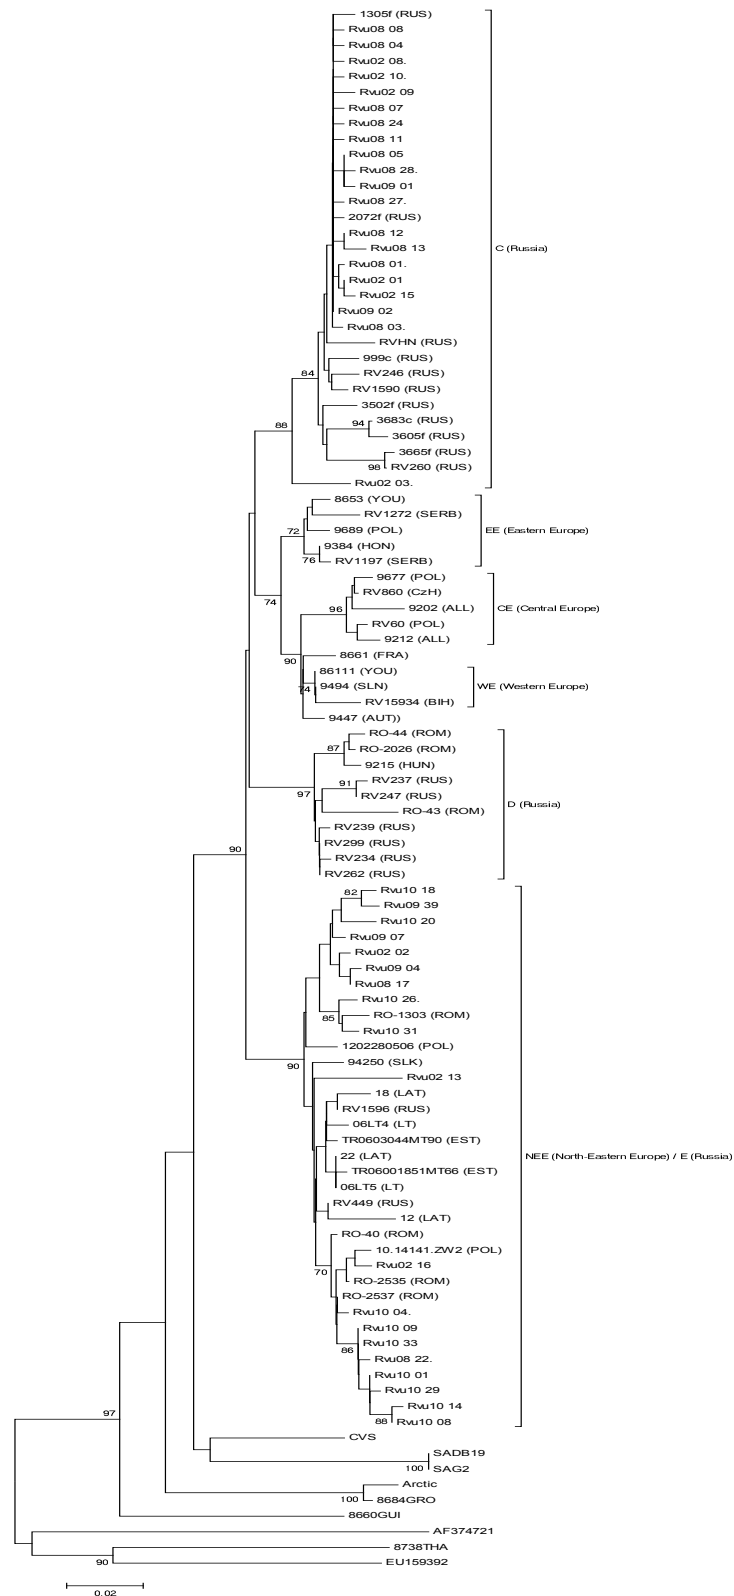 1305f (RUS)
Rvu08 08
Rvu08 04
Rvu02 08.
Rvu02 10.
Rvu02 09
Rvu08 07
Rvu08 24
Rvu08 11
Rvu08 05
Rvu08 28.
Rvu09 01
Rvu08 27.
2072f (RUS)
Rvu08 12
Rvu08 13
C (Russia)
Rvu08 01.
Rvu02 01
Rvu02 15
Rvu09 02
Rvu08 03.
RVHN (RUS)
999c (RUS)
84
RV246 (RUS)
RV1590 (RUS)
3502f (RUS)
94
3683c (RUS)
88
3605f (RUS)
3665f (RUS)
98
RV260 (RUS)
Rvu02 03.
8653 (YOU)
RV1272 (SERB)
72
9689 (POL)
EE (Eastern Europe)
9384 (HON)
76
RV1197 (SERB)
9677 (POL)
RV860 (CzH)
74
96
9202 (ALL)
CE (Central Europe)
RV60 (POL)
9212 (ALL)
90
8661 (FRA)
86111 (YOU)
74
9494 (SLN)
WE (Western Europe)
RV15934 (BIH)
9447 (AUT))
RO-44 (ROM)
87
RO-2026 (ROM)
9215 (HUN)
91
RV237 (RUS)
97
RV247 (RUS)
D (Russia)
RO-43 (ROM)
RV239 (RUS)
RV299 (RUS)
90
RV234 (RUS)
RV262 (RUS)
82
Rvu10 18
Rvu09 39
Rvu10 20
Rvu09 07
Rvu02 02
Rvu09 04
Rvu08 17
Rvu10 26.
85
RO-1303 (ROM)
Rvu10 31
1202280506 (POL)
90
94250 (SLK)
Rvu02 13
18 (LAT)
RV1596 (RUS)
06LT4 (LT)
TR0603044MT90 (EST)
22 (LAT)
NEE (North-Eastern Europe) / E (Russia)
TR06001851MT66 (EST)
06LT5 (LT)
RV449 (RUS)
12 (LAT)
RO-40 (ROM)
10.14141.ZW2 (POL)
70
Rvu02 16
RO-2535 (ROM)
RO-2537 (ROM)
Rvu10 04.
Rvu10 09
86
Rvu10 33
Rvu08 22.
Rvu10 01
Rvu10 29
Rvu10 14
88
Rvu10 08
97
CVS
SADB19
100
SAG2
Arctic
100
8684GRO
8660GUI
AF374721
8738THA
90
EU159392
0.02